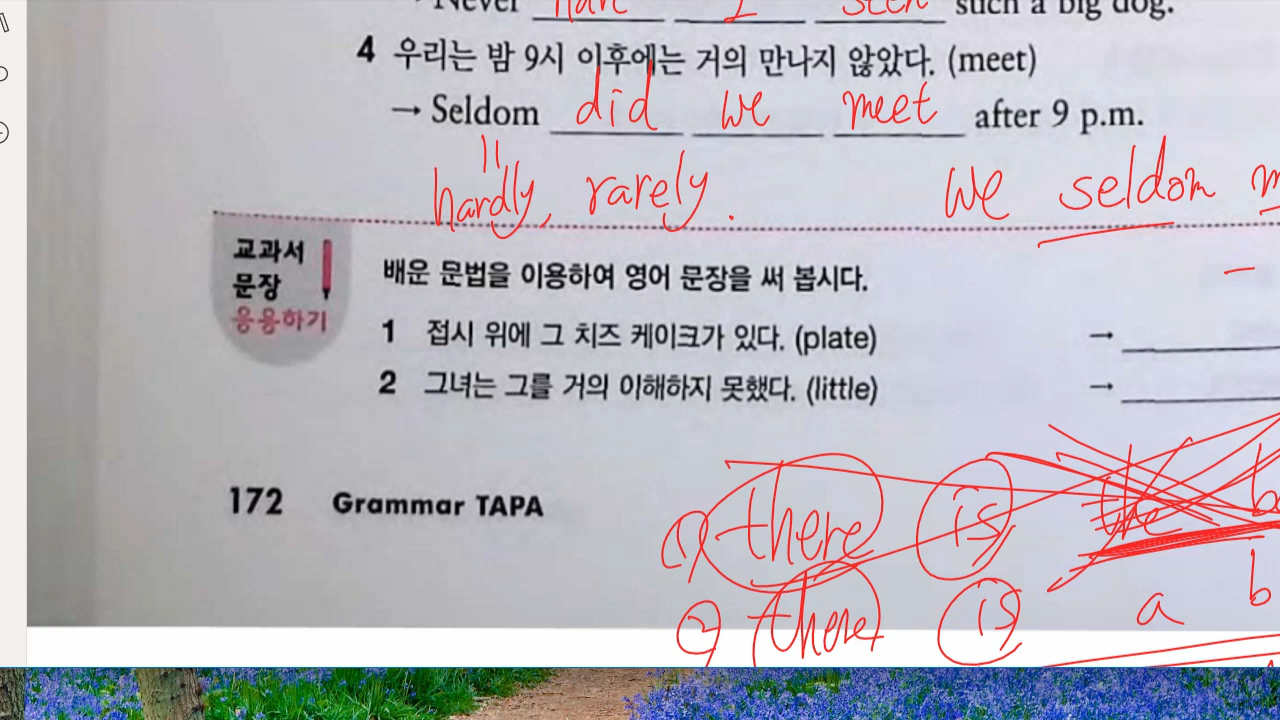 Never have I seen such a big dog.
4 우리는 밤 9시 이후에는 거의 만나지 않았다. (meet)
→ Seldom did we meet after 9 p.m.
"
hardly, rarely.
We seldom
교과서
문장
응용하기
배운 문법을 이용하여 영어 문장을 써 봅시다.
1 접시 위에 그 치즈 케이크가 있다. (plate) →
2 그녀는 그를 거의 이해하지 못했다. (little) →
1) there is the
2) there is a b
172 Grammar TAPA